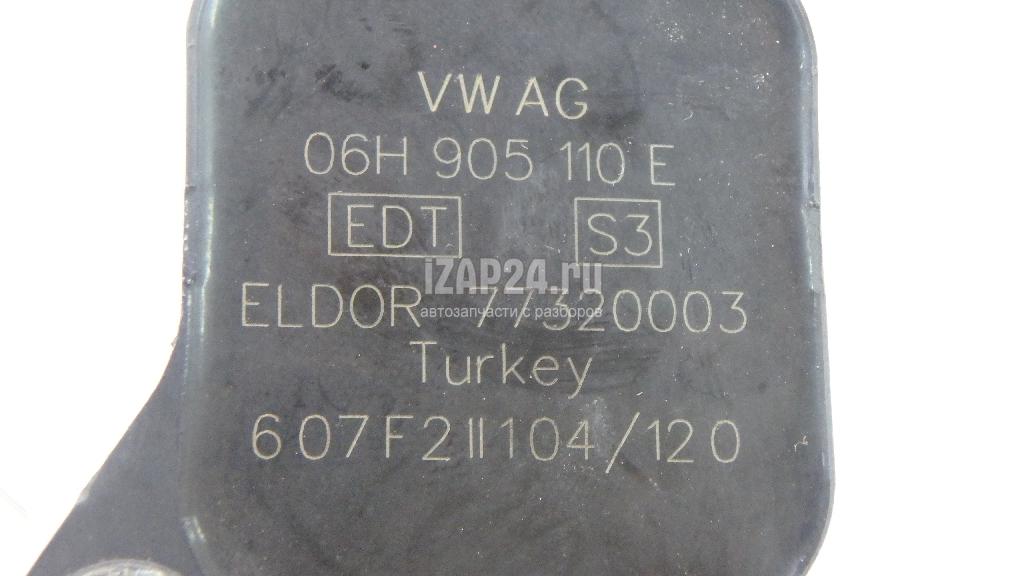 VW AG
06H 905 110 E
EDT S3
iZAP24.ru
ELDOR 77320003
автозапчасти с разборов
Turkey
607F2II104/120